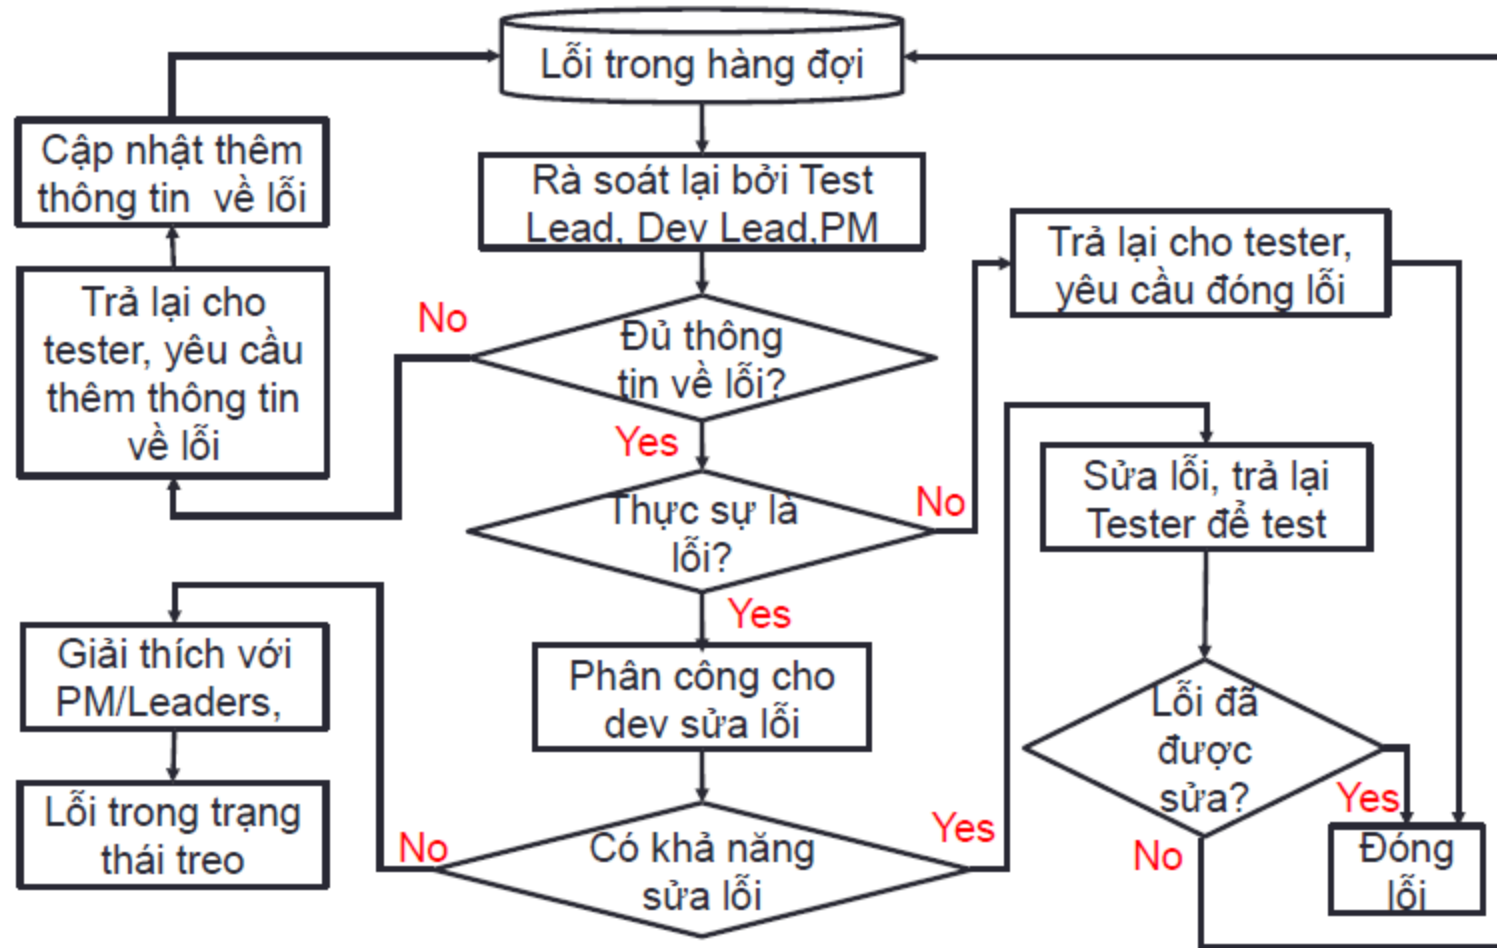 Lỗi trong hàng đợi
Cập nhật thêm
thông tin về lỗi
Rà soát lại bởi Test
Lead, Dev Lead,PM
Trả lại cho tester,
yêu cầu đóng lỗi
Trả lại cho
tester, yêu cầu
thêm thông tin
về lỗi
No
Đủ thông
tin về lỗi?
Yes
Thực sự là
lỗi?
No
Sửa lỗi, trả lại
Tester để test
Yes
Giải thích với
PM/Leaders,
Phân công cho
dev sửa lỗi
Lỗi đã
được
sửa?
Yes
Lỗi trong trạng
thái treo
No
Có khả năng
sửa lỗi
Yes
No
Đóng
lỗi